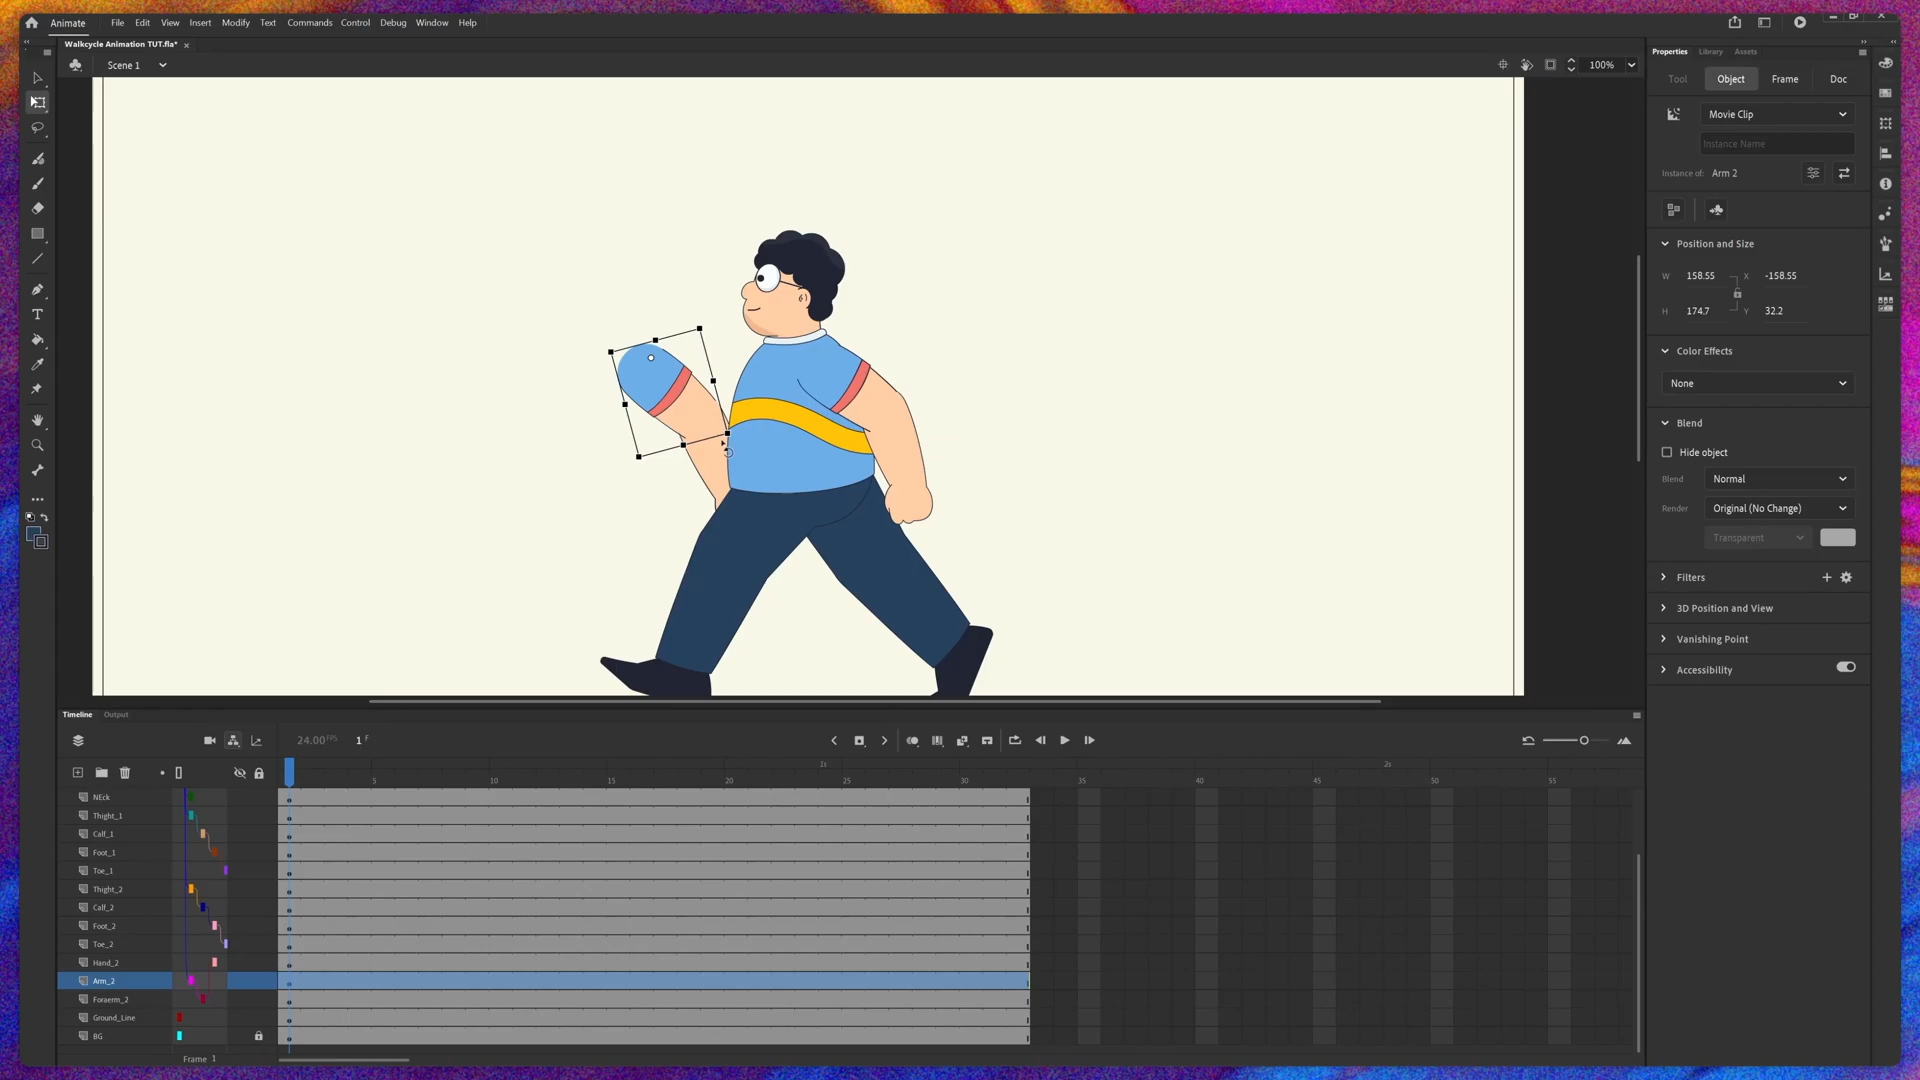 Animate File Edit View Insert Modify Text Commands Control Debug Window Help
Walkcycle Animation TUT.fla*
Scene 1
100%
Properties Library Assets
Tool Object Frame Doc
Movie Clip
Instance Name
Instance of: Arm 2
Position and Size
W 158.55 X -158.55
H 174.7 Y 32.2
Color Effects
None
Blend
Hide object
Blend Normal
Render Original (No Change)
Transparent
Filters
3D Position and View
Vanishing Point
Accessibility
Timeline Output
24.00 FPS 1 F
1s 2s
5 10 15 20 25 30 35 40 45 50 55
NEck
Thight_1
Calf_1
Foot_1
Toe_1
Thight_2
Calf_2
Foot_2
Toe_2
Hand_2
Arm_2
Foraerm_2
Ground_Line
BG
Frame 1